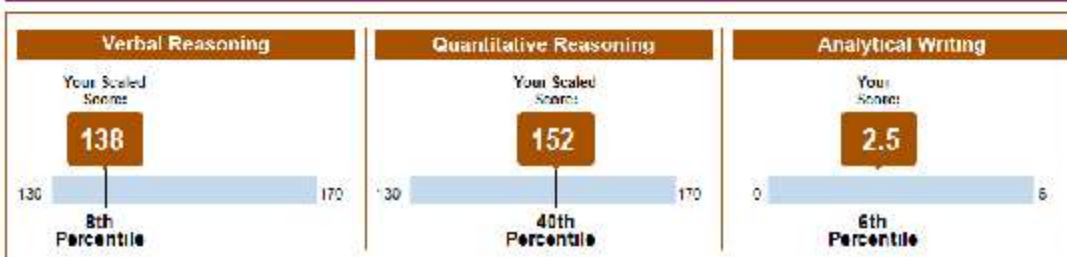 Verbal Reasoning
Your Scaled
Score:
138
130 170
8th
Percentile
Quantitative Reasoning
Your Scaled
Score:
152
130 170
40th
Percentile
Analytical Writing
Your
Score:
2.5
0 6
6th
Percentile